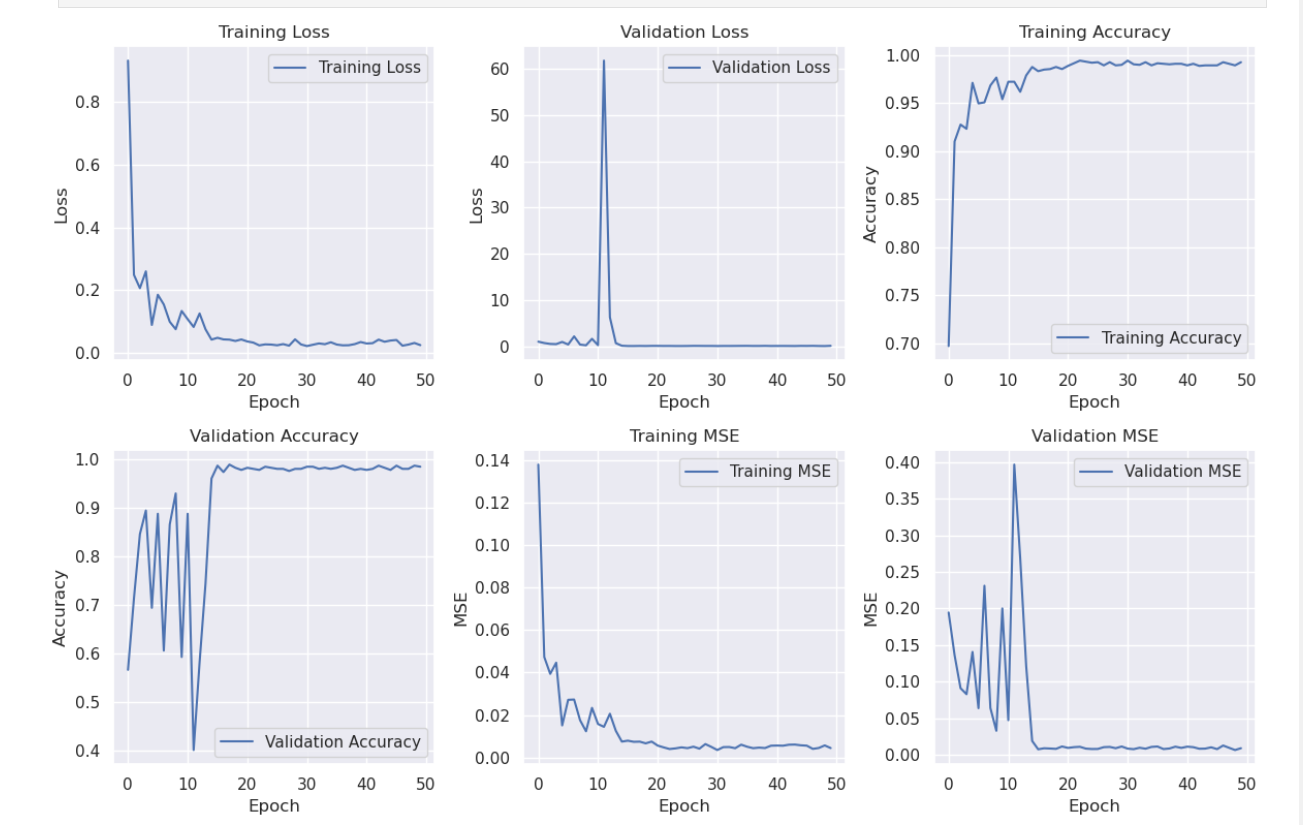 Training Loss
Validation Loss
Training Accuracy
Training Loss
Validation Loss
Training Accuracy
Loss
0.8
0.6
0.4
0.2
0.0
0 10 20 30 40 50
Epoch
Loss
60
50
40
30
20
10
0
0 10 20 30 40 50
Epoch
Accuracy
1.00
0.95
0.90
0.85
0.80
0.75
0.70
0 10 20 30 40 50
Epoch
Validation Accuracy
Training MSE
Validation MSE
Validation Accuracy
Training MSE
Validation MSE
Accuracy
1.0
0.9
0.8
0.7
0.6
0.5
0.4
0 10 20 30 40 50
Epoch
MSE
0.14
0.12
0.10
0.08
0.06
0.04
0.02
0.00
0 10 20 30 40 50
Epoch
MSE
0.40
0.35
0.30
0.25
0.20
0.15
0.10
0.05
0.00
0 10 20 30 40 50
Epoch